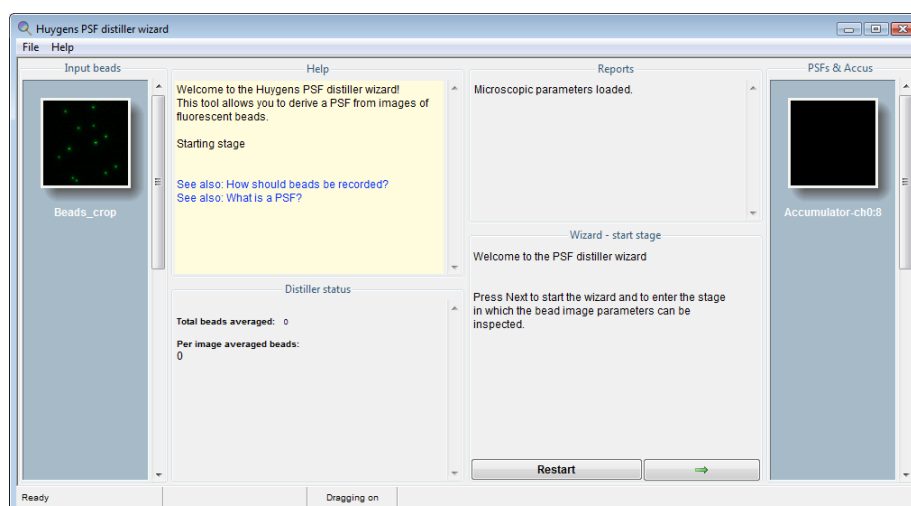 Huygens PSF distiller wizard
File Help
Input beads
Beads_crop
Help
Welcome to the Huygens PSF distiller wizard!
This tool allows you to derive a PSF from images of
fluorescent beads.
Starting stage
See also: How should beads be recorded?
See also: What is a PSF?
Distiller status
Total beads averaged: 0
Per image averaged beads:
0
Reports
Microscopic parameters loaded.
Wizard - start stage
Welcome to the PSF distiller wizard
Press Next to start the wizard and to enter the stage
in which the bead image parameters can be
inspected.
Restart
PSFs & Accus
Accumulator-ch0:8
Ready
Dragging on